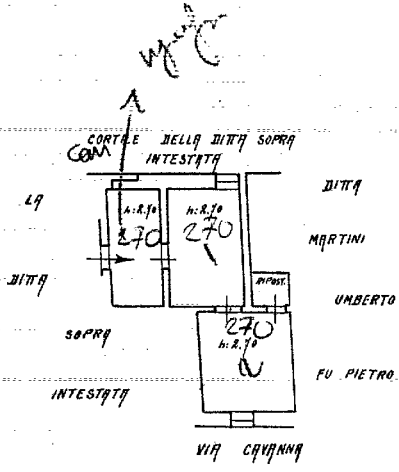 CORTILE DELLA DITTA SOPRA
INTESTATA
LA
DITTA
h: 2.70
h: 2.70
270
270
MARTINI
DITTA
RIPOST.
UMBERTO
270
h: 2.70
SOPRA
FU PIETRO
INTESTATA
VIA CAVANNA